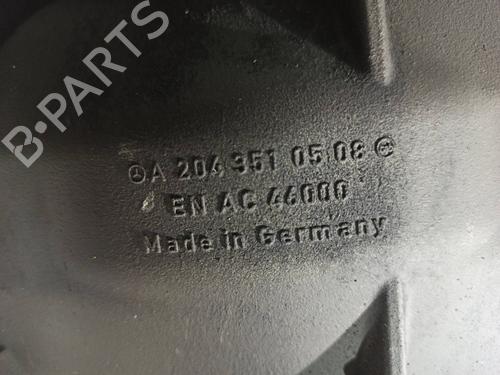 B-PARTS
A 204 351 05 08
EN AC 46000
Made in Germany